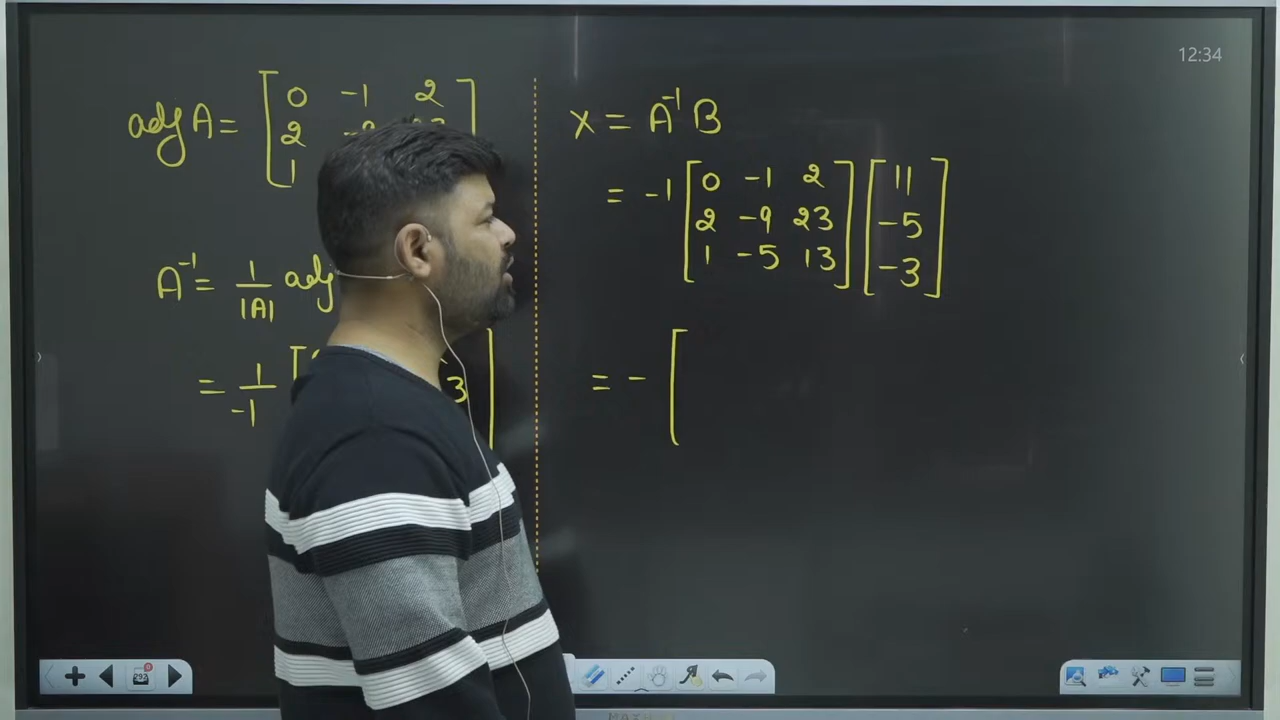 12:34
adj A = [ 0 -1 2
2
1
A⁻¹ = 1/|A| adj
= 1/-1 [ 3 ]
X = A⁻¹ B
= -1 [ 0 -1 2 ] [ 11 ]
[ 2 -9 23 ] [ -5 ]
[ 1 -5 13 ] [ -3 ]
= - [